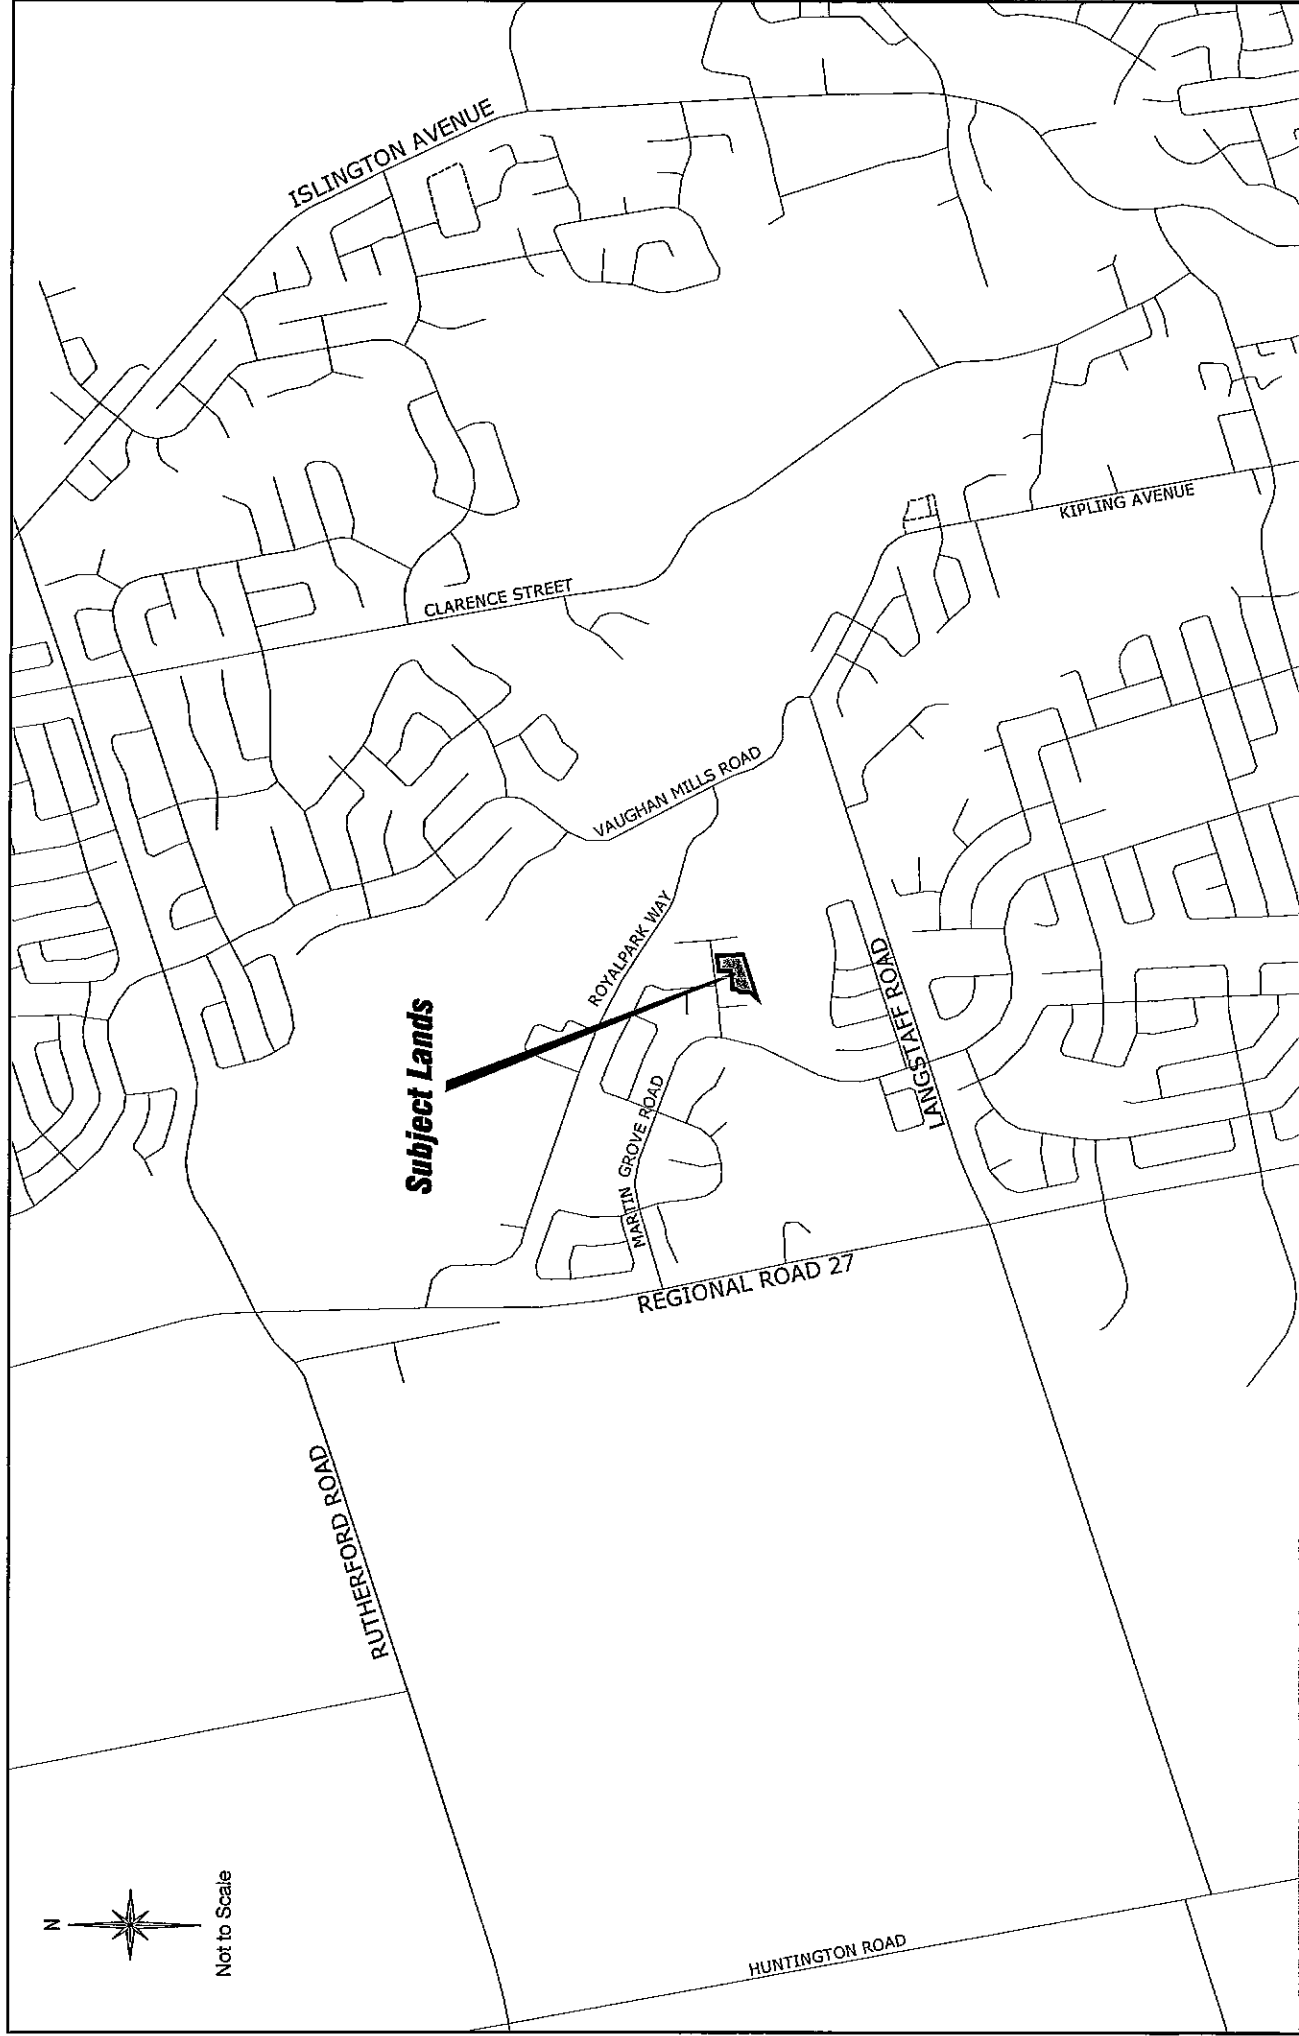 ISLINGTON AVENUE
CLARENCE STREET
KIPLING AVENUE
VAUGHAN MILLS ROAD
ROYALPARK WAY
Subject Lands
LANGSTAFF ROAD
MARTIN GROVE ROAD
REGIONAL ROAD 27
RUTHERFORD ROAD
N
Not to Scale
HUNTINGTON ROAD